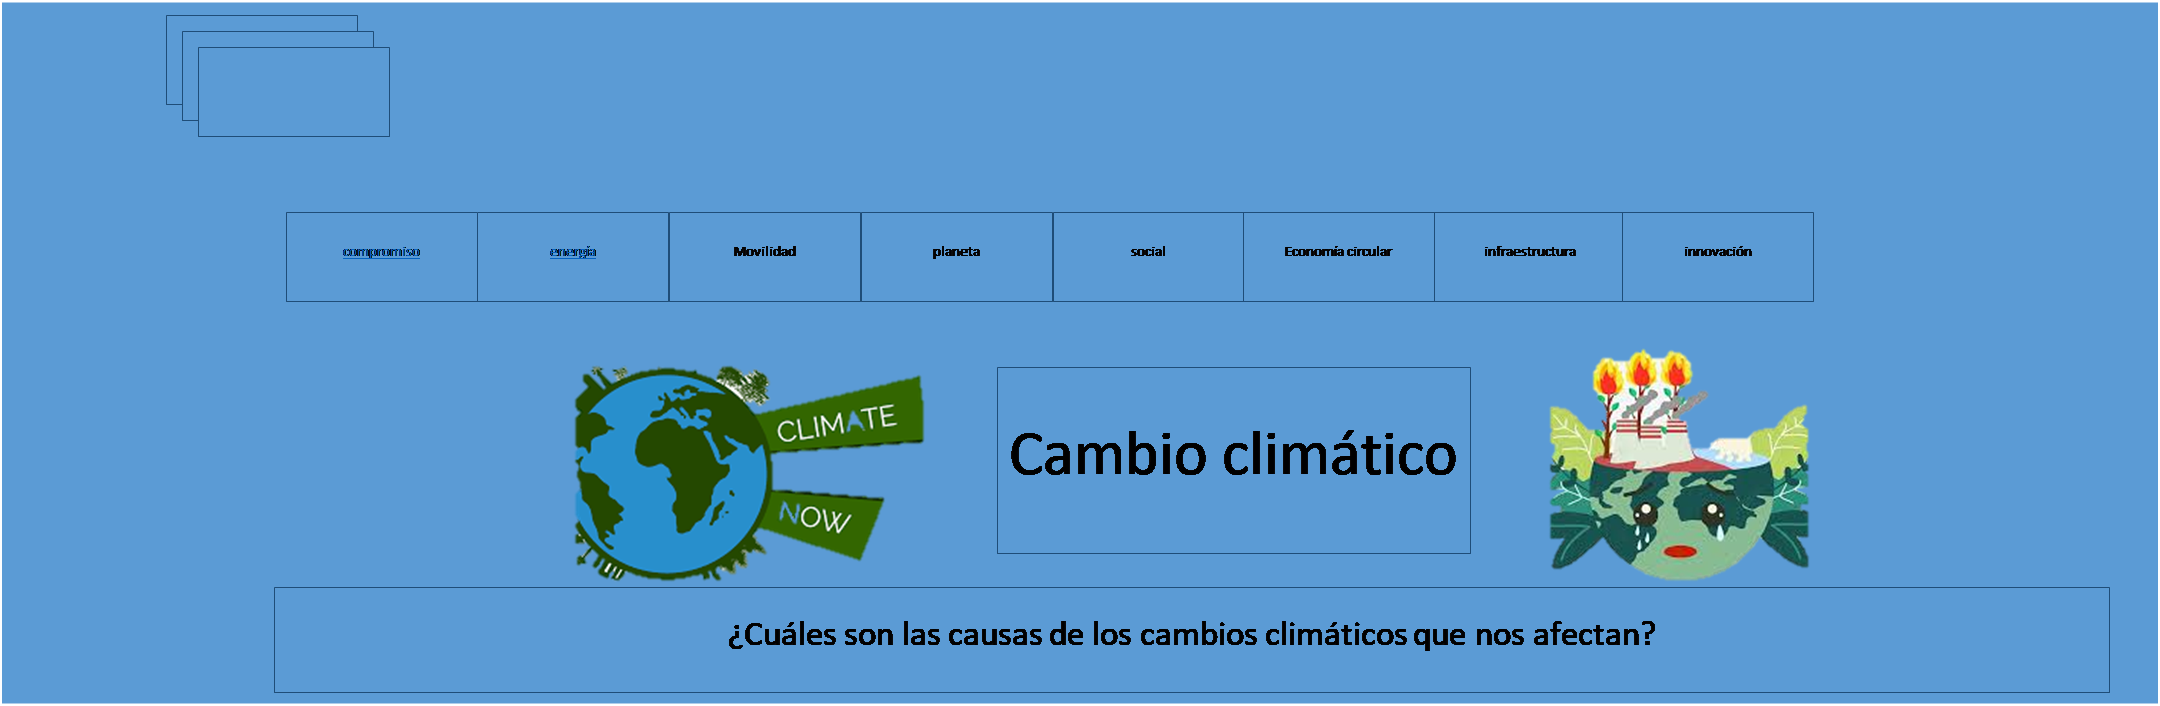 compromiso
energía
Movilidad
planeta
social
Economía circular
infraestructura
innovación
CLIMATE
NOW
Cambio climático
¿Cuáles son las causas de los cambios climáticos que nos afectan?